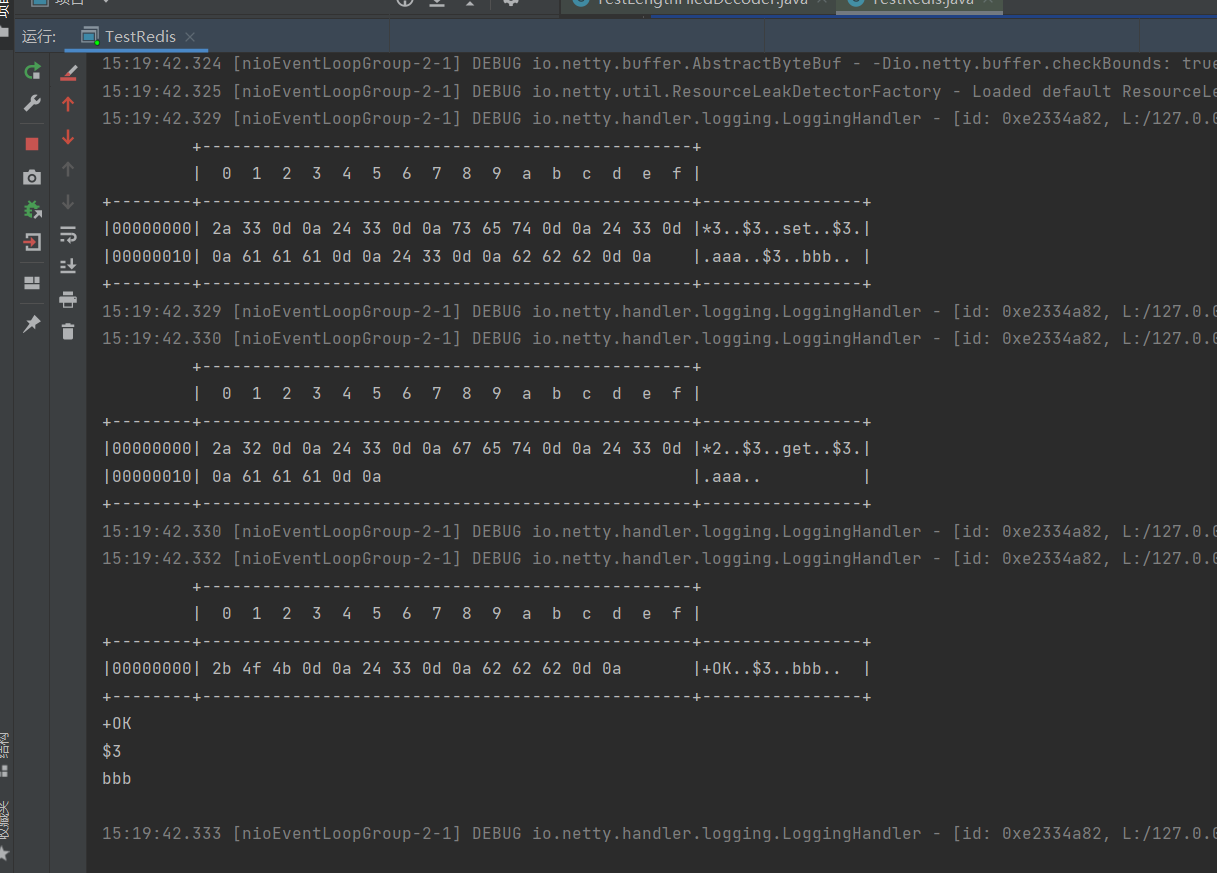 项目
TestLengthFiledDecoder.java
TestRedis.java
运行:
TestRedis
15:19:42.324 [nioEventLoopGroup-2-1] DEBUG io.netty.buffer.AbstractByteBuf - -Dio.netty.buffer.checkBounds: true
15:19:42.325 [nioEventLoopGroup-2-1] DEBUG io.netty.util.ResourceLeakDetectorFactory - Loaded default ResourceLe
15:19:42.329 [nioEventLoopGroup-2-1] DEBUG io.netty.handler.logging.LoggingHandler - [id: 0xe2334a82, L:/127.0.0
         +-------------------------------------------------+
         |  0  1  2  3  4  5  6  7  8  9  a  b  c  d  e  f |
+--------+-------------------------------------------------+----------------+
|00000000| 2a 33 0d 0a 24 33 0d 0a 73 65 74 0d 0a 24 33 0d |*3..$3..set..$3.|
|00000010| 0a 61 61 61 0d 0a 24 33 0d 0a 62 62 62 0d 0a    |.aaa..$3..bbb.. |
+--------+-------------------------------------------------+----------------+
15:19:42.329 [nioEventLoopGroup-2-1] DEBUG io.netty.handler.logging.LoggingHandler - [id: 0xe2334a82, L:/127.0.0
15:19:42.330 [nioEventLoopGroup-2-1] DEBUG io.netty.handler.logging.LoggingHandler - [id: 0xe2334a82, L:/127.0.0
         +-------------------------------------------------+
         |  0  1  2  3  4  5  6  7  8  9  a  b  c  d  e  f |
+--------+-------------------------------------------------+----------------+
|00000000| 2a 32 0d 0a 24 33 0d 0a 67 65 74 0d 0a 24 33 0d |*2..$3..get..$3.|
|00000010| 0a 61 61 61 0d 0a                               |.aaa..          |
+--------+-------------------------------------------------+----------------+
15:19:42.330 [nioEventLoopGroup-2-1] DEBUG io.netty.handler.logging.LoggingHandler - [id: 0xe2334a82, L:/127.0.0
15:19:42.332 [nioEventLoopGroup-2-1] DEBUG io.netty.handler.logging.LoggingHandler - [id: 0xe2334a82, L:/127.0.0
         +-------------------------------------------------+
         |  0  1  2  3  4  5  6  7  8  9  a  b  c  d  e  f |
+--------+-------------------------------------------------+----------------+
|00000000| 2b 4f 4b 0d 0a 24 33 0d 0a 62 62 62 0d 0a       |+OK..$3..bbb..  |
+--------+-------------------------------------------------+----------------+
+OK
$3
bbb
15:19:42.333 [nioEventLoopGroup-2-1] DEBUG io.netty.handler.logging.LoggingHandler - [id: 0xe2334a82, L:/127.0.0
结构
收藏夹